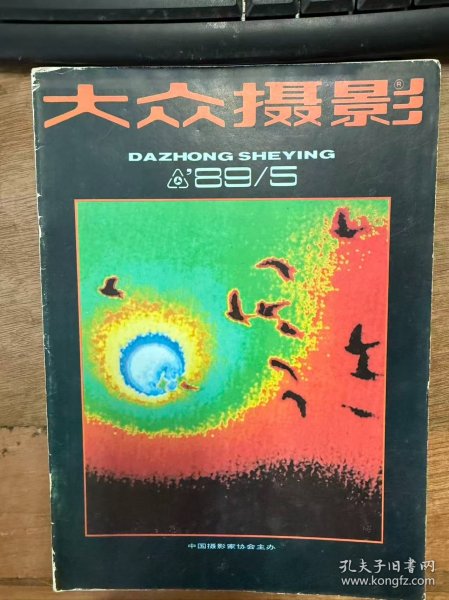 大众摄影®
DAZHONG SHEYING
'89/5
中国摄影家协会主办
孔夫子旧书网
www.kongfz.com